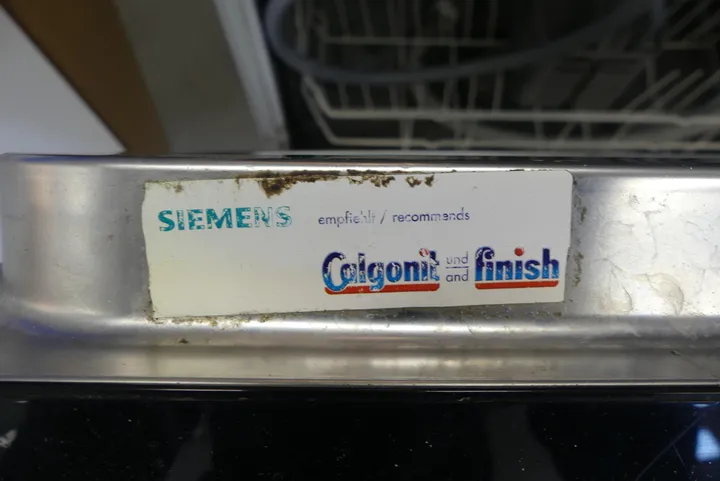 SIEMENS empfiehlt / recommends
Calgonit und and finish